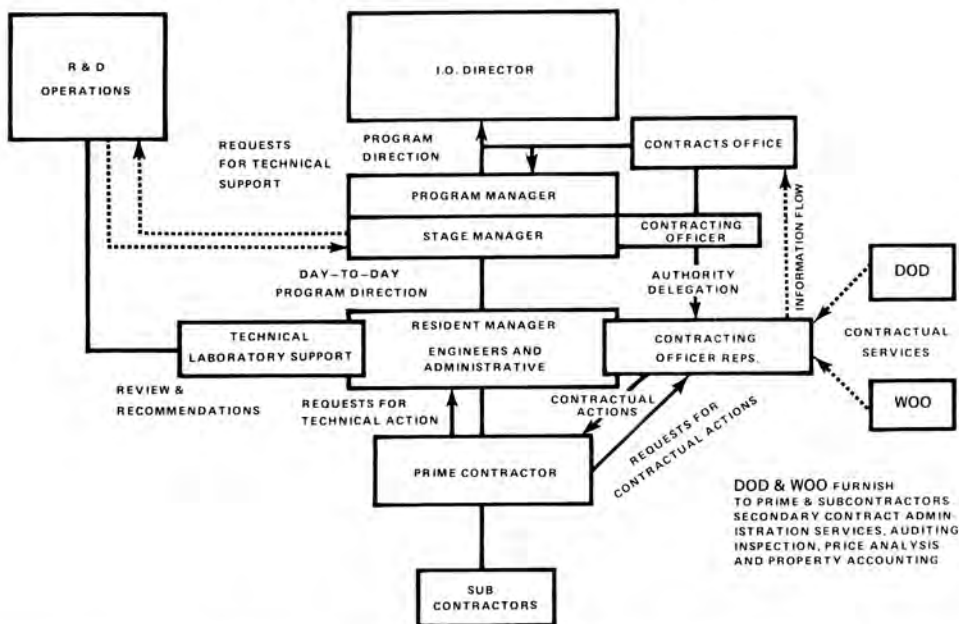 R & D
OPERATIONS
I.O. DIRECTOR
REQUESTS
FOR TECHNICAL
SUPPORT
PROGRAM
DIRECTION
CONTRACTS OFFICE
PROGRAM MANAGER
STAGE MANAGER
CONTRACTING
OFFICER
INFORMATION FLOW
DAY-TO-DAY
PROGRAM DIRECTION
AUTHORITY
DELEGATION
DOD
CONTRACTUAL
SERVICES
WOO
TECHNICAL
LABORATORY SUPPORT
RESIDENT MANAGER
ENGINEERS AND
ADMINISTRATIVE
CONTRACTING
OFFICER REPS.
REVIEW &
RECOMMENDATIONS
REQUESTS FOR
TECHNICAL ACTION
CONTRACTUAL
ACTIONS
REQUESTS FOR
CONTRACTUAL ACTIONS
PRIME CONTRACTOR
DOD & WOO FURNISH
TO PRIME & SUBCONTRACTORS
SECONDARY CONTRACT ADMIN-
ISTRATION SERVICES, AUDITING
INSPECTION, PRICE ANALYSIS
AND PROPERTY ACCOUNTING
SUB
CONTRACTORS